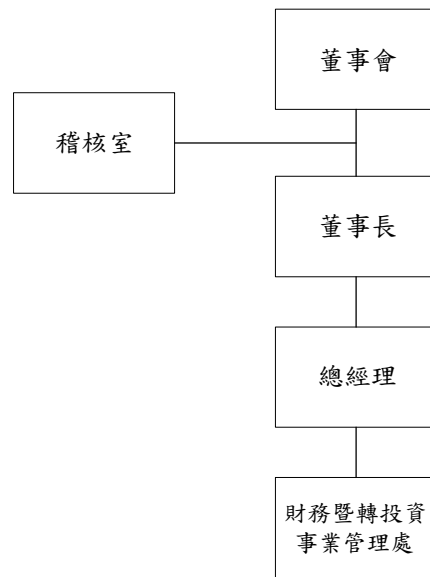 董事會
稽核室
董事長
總經理
財務暨轉投資
事業管理處